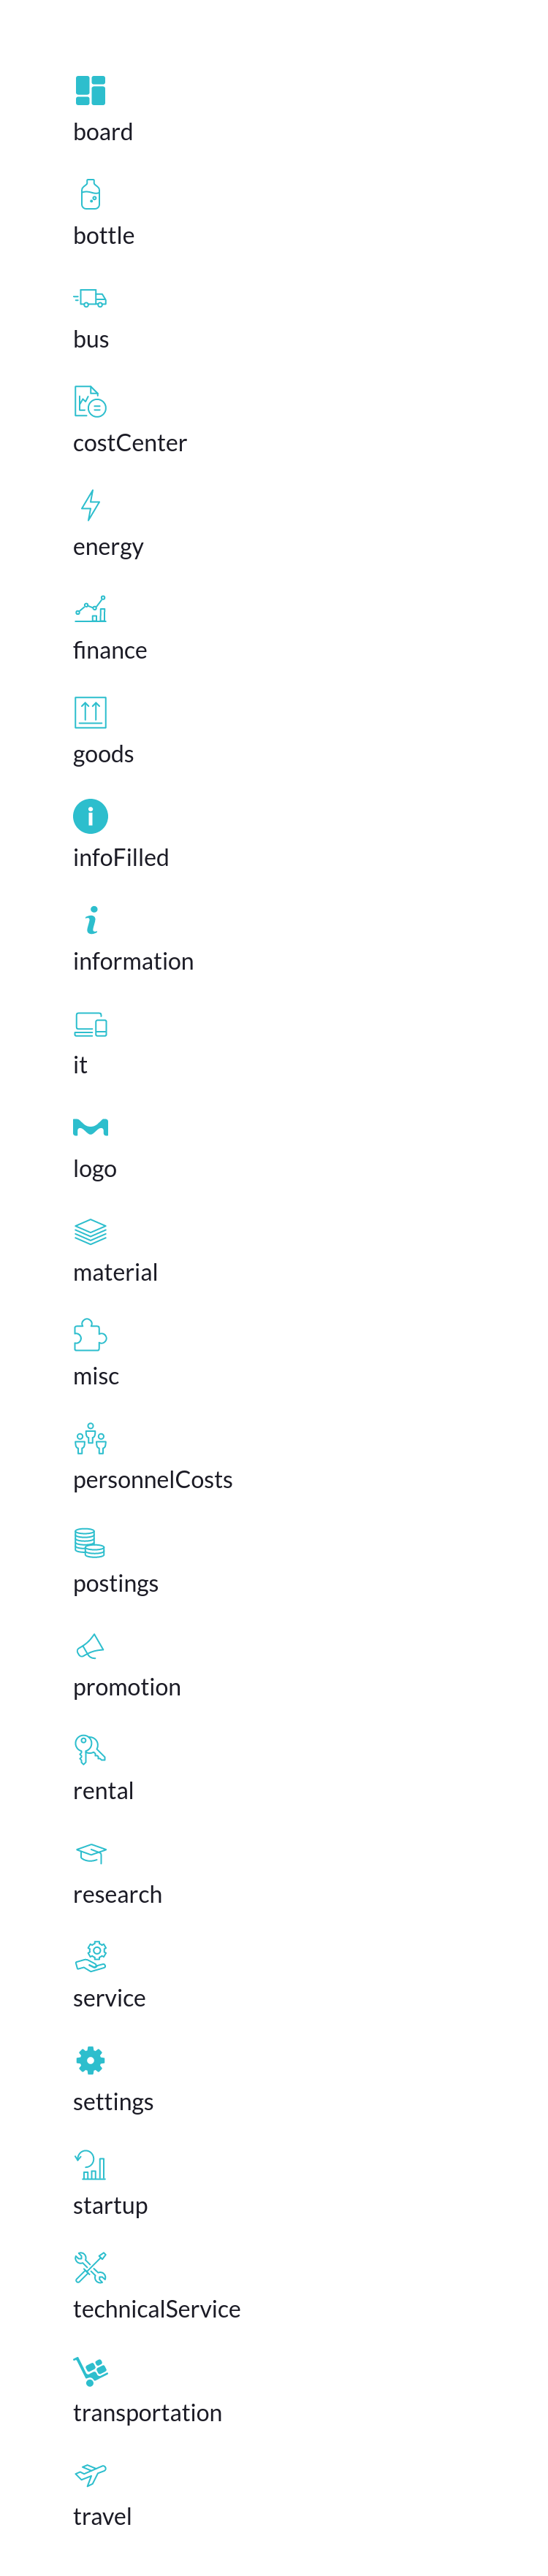 board
bottle
bus
costCenter
energy
finance
goods
infoFilled
information
it
logo
material
misc
personnelCosts
postings
promotion
rental
research
service
settings
startup
technicalService
transportation
travel